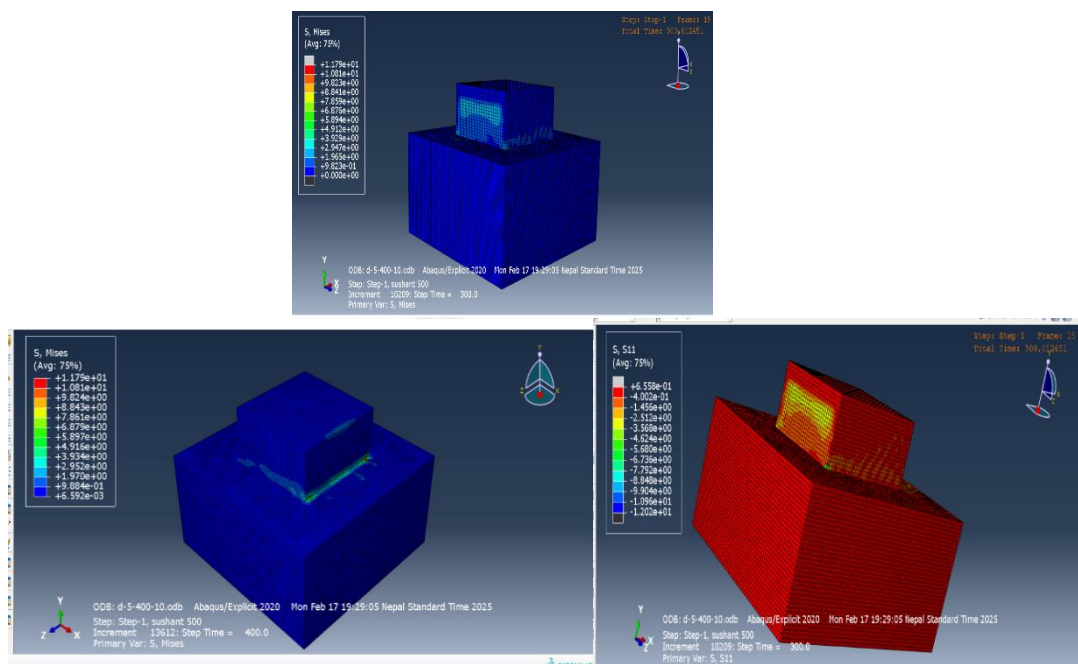 S, Mises
(Avg: 75%)
+1.179e+01
+1.081e+01
+9.823e+00
+8.841e+00
+7.859e+00
+6.876e+00
+5.894e+00
+4.912e+00
+3.929e+00
+2.947e+00
+1.965e+00
+9.823e-01
+0.000e+00
Step: Step-1 Frame: 15
Total Time: 300.012451
Y
X
Z
ODB: d-5-400-10.odb Abaqus/Explicit 2020 Mon Feb 17 19:29:05 Nepal Standard Time 2025
Step: Step-1, sushant 500
Increment 10209: Step Time = 300.0
Primary Var: S, Mises
S, Mises
(Avg: 75%)
+1.179e+01
+1.081e+01
+9.824e+00
+8.843e+00
+7.861e+00
+6.879e+00
+5.897e+00
+4.916e+00
+3.934e+00
+2.952e+00
+1.970e+00
+9.884e-01
+6.592e-03
Y
Z X
Y
Z X
ODB: d-5-400-10.odb Abaqus/Explicit 2020 Mon Feb 17 19:29:05 Nepal Standard Time 2025
Step: Step-1, sushant 500
Increment 13612: Step Time = 400.0
Primary Var: S, Mises
S, S11
(Avg: 75%)
+6.558e-01
-4.002e-01
-1.456e+00
-2.512e+00
-3.568e+00
-4.624e+00
-5.680e+00
-6.736e+00
-7.792e+00
-8.848e+00
-9.904e+00
-1.096e+01
-1.202e+01
Step: Step-1 Frame: 15
Total Time: 300.012451
Y
X
Z
ODB: d-5-400-10.odb Abaqus/Explicit 2020 Mon Feb 17 19:29:05 Nepal Standard Time 2025
Step: Step-1, sushant 500
Increment 10209: Step Time = 300.0
Primary Var: S, S11